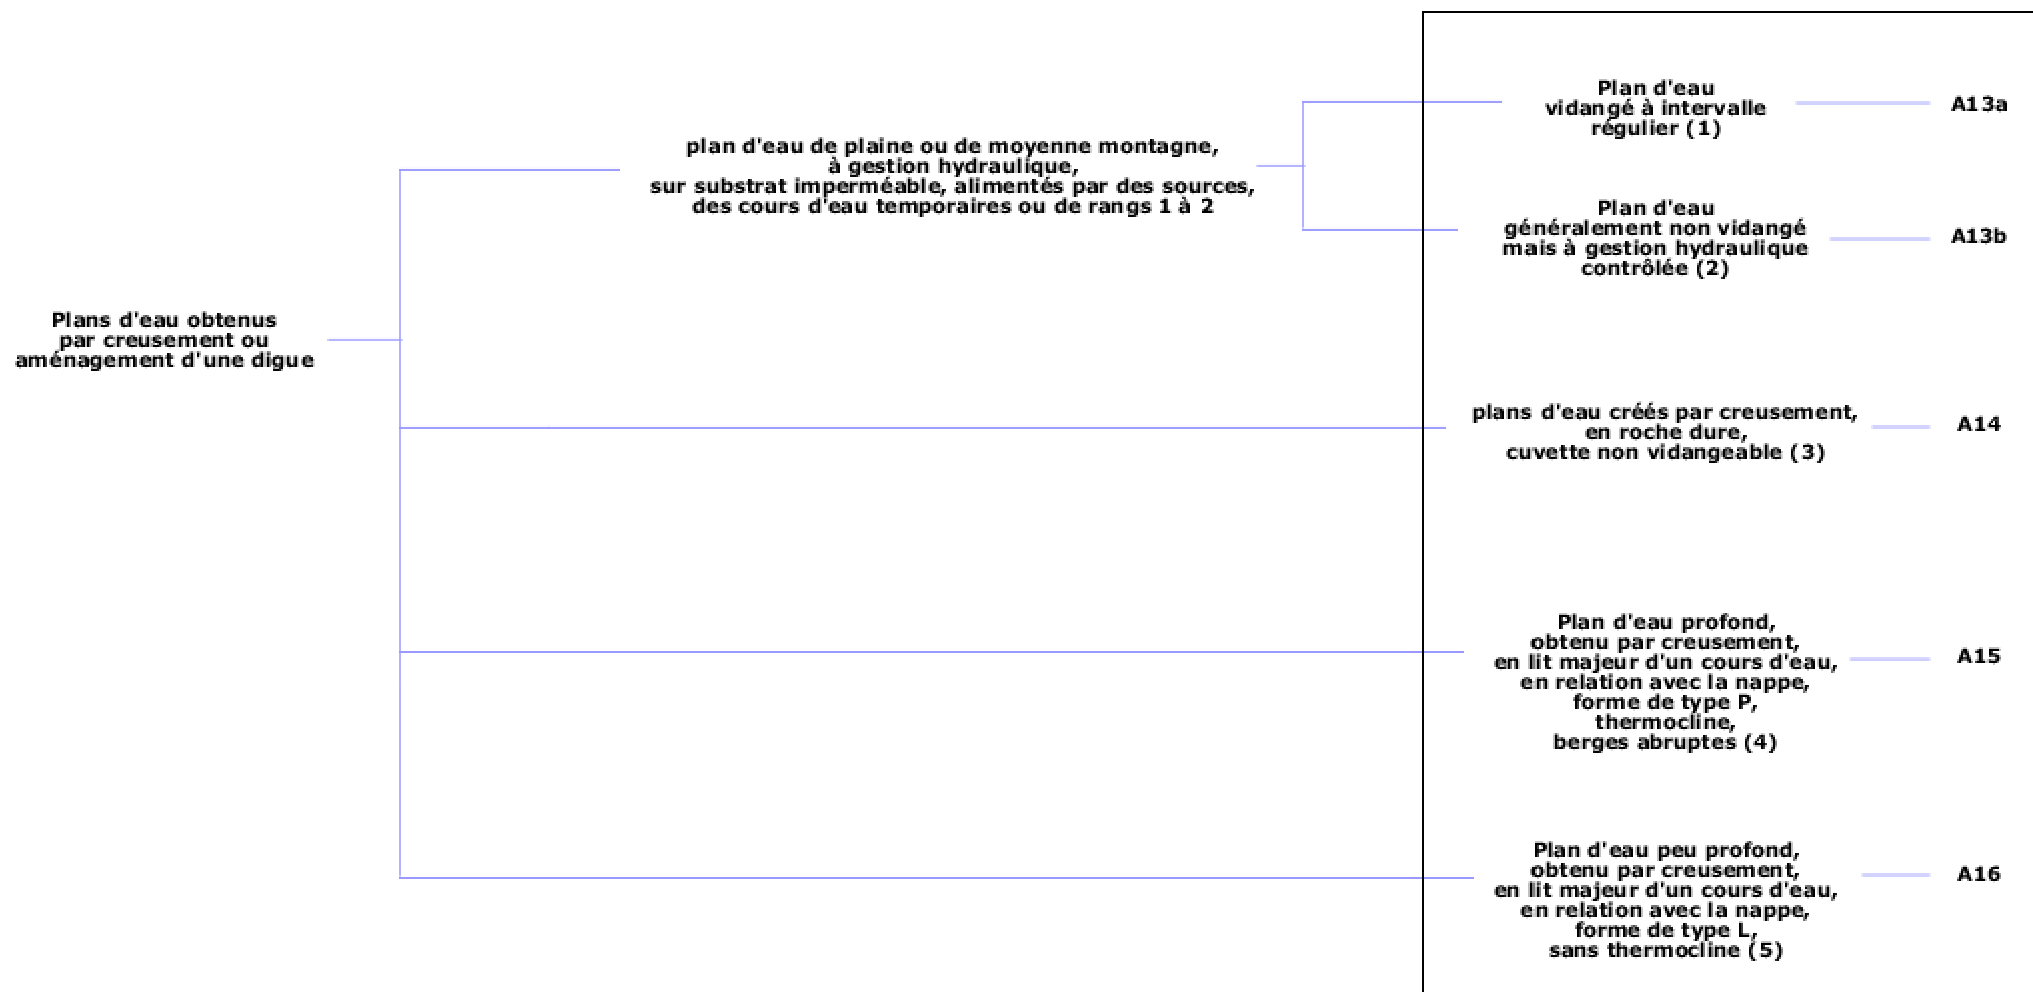 Plans d'eau obtenus
par creusement ou
aménagement d'une digue
plan d'eau de plaine ou de moyenne montagne,
à gestion hydraulique,
sur substrat imperméable, alimentés par des sources,
des cours d'eau temporaires ou de rangs 1 à 2
Plan d'eau
vidangé à intervalle
régulier (1)
A13a
Plan d'eau
généralement non vidangé
mais à gestion hydraulique
contrôlée (2)
A13b
plans d'eau créés par creusement,
en roche dure,
cuvette non vidangeable (3)
A14
Plan d'eau profond,
obtenu par creusement,
en lit majeur d'un cours d'eau,
en relation avec la nappe,
forme de type P,
thermocline,
berges abruptes (4)
A15
Plan d'eau peu profond,
obtenu par creusement,
en lit majeur d'un cours d'eau,
en relation avec la nappe,
forme de type L,
sans thermocline (5)
A16